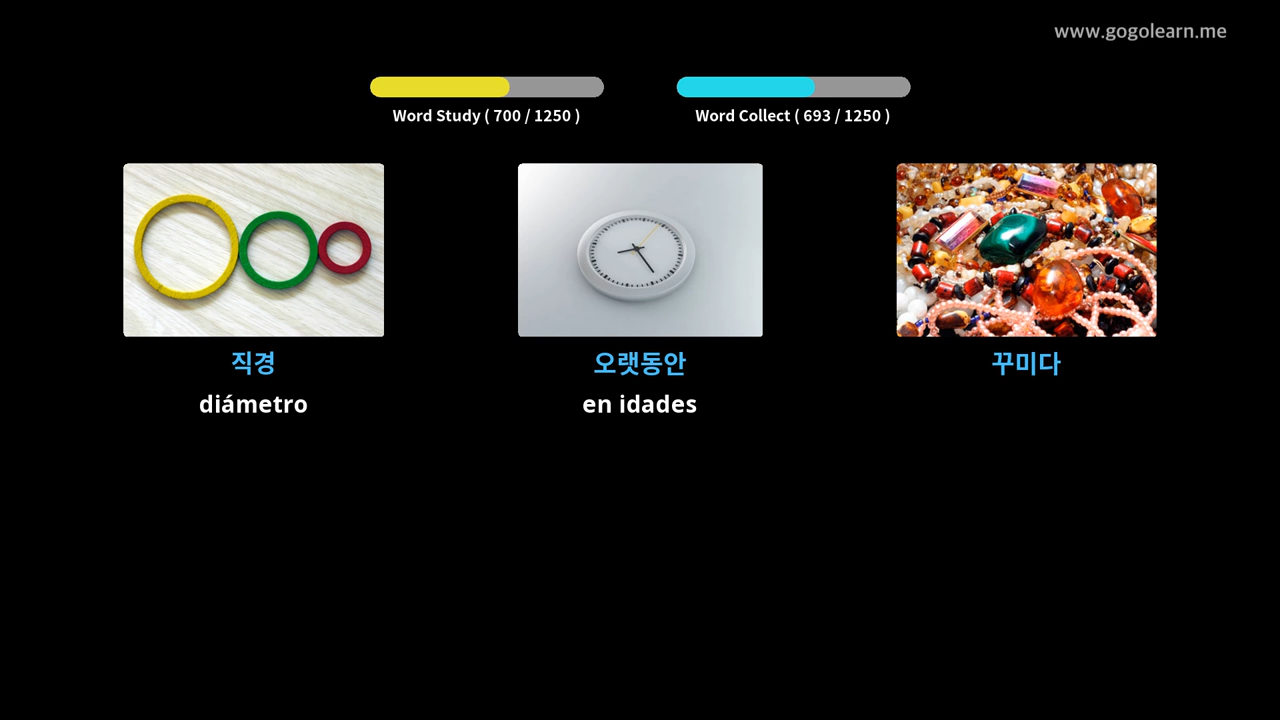 www.gogolearn.me
Word Study ( 700 / 1250 )
Word Collect ( 693 / 1250 )
직경
오랫동안
꾸미다
diámetro
en idades